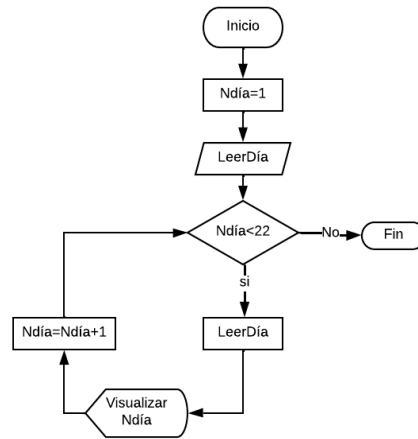 Inicio
Ndía=1
LeerDía
Ndía<22
No
Fin
si
LeerDía
Ndía=Ndía+1
Visualizar
Ndía